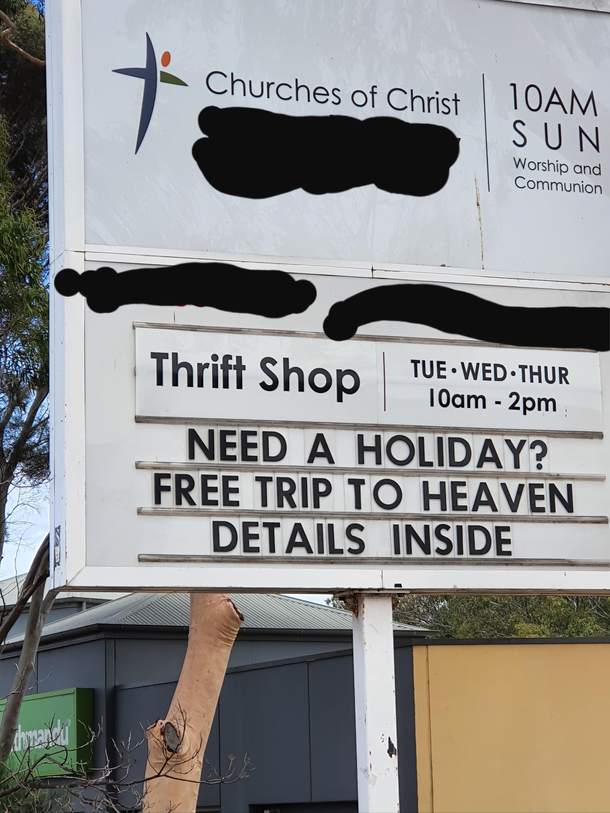 Churches of Christ
10AM
SUN
Worship and
Communion
Thrift Shop
TUE•WED•THUR
10am - 2pm
NEED A HOLIDAY?
FREE TRIP TO HEAVEN
DETAILS INSIDE